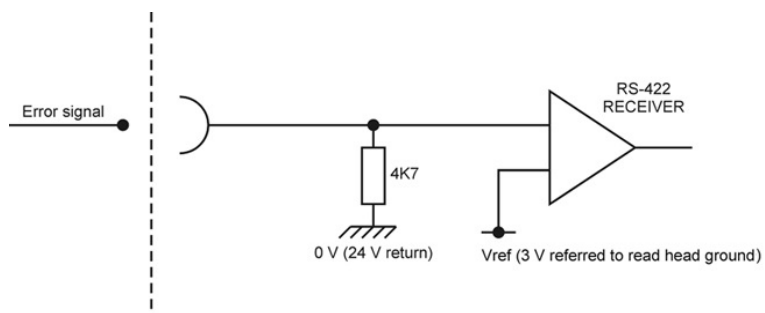 RS-422
RECEIVER
Error signal
4K7
0 V (24 V return)
Vref (3 V referred to read head ground)